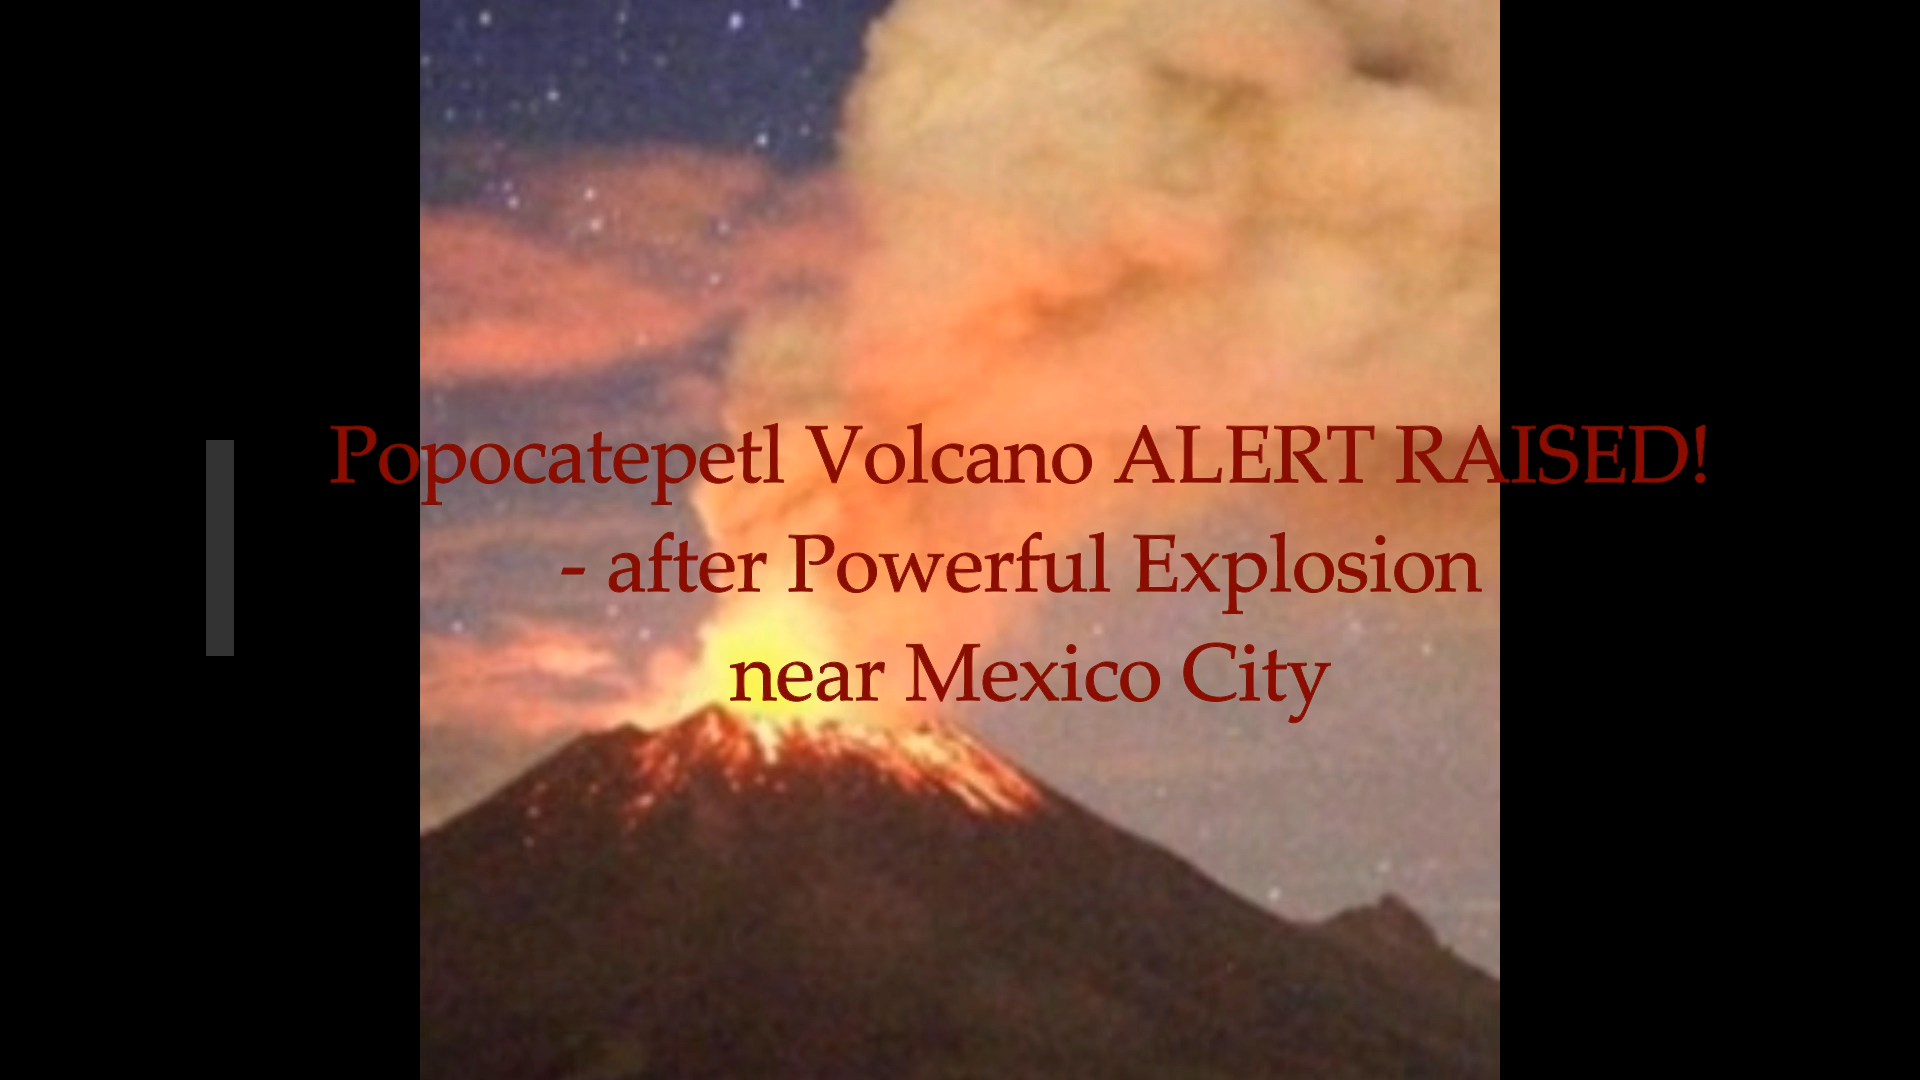 Popocatepetl Volcano ALERT RAISED!
- after Powerful Explosion
near Mexico City